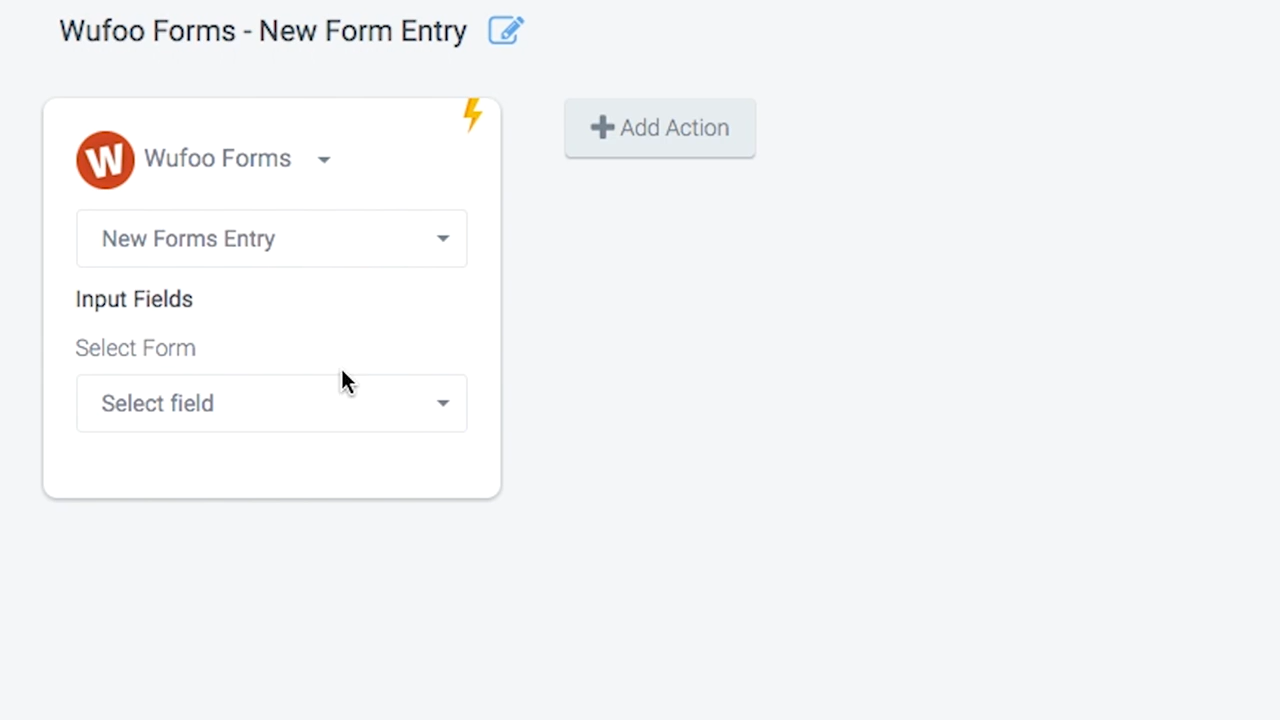 Wufoo Forms - New Form Entry
Add Action
W
Wufoo Forms
New Forms Entry
Input Fields
Select Form
Select field